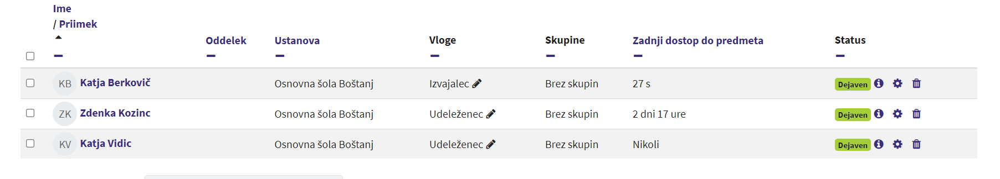 Ime
/ Priimek
Oddelek Ustanova Vloge Skupine Zadnji dostop do predmeta Status
KB Katja Berkovič Osnovna šola Boštanj Izvajalec Brez skupin 27 s Dejaven
ZK Zdenka Kozinc Osnovna šola Boštanj Udeleženec Brez skupin 2 dni 17 ure Dejaven
KV Katja Vidic Osnovna šola Boštanj Udeleženec Brez skupin Nikoli Dejaven